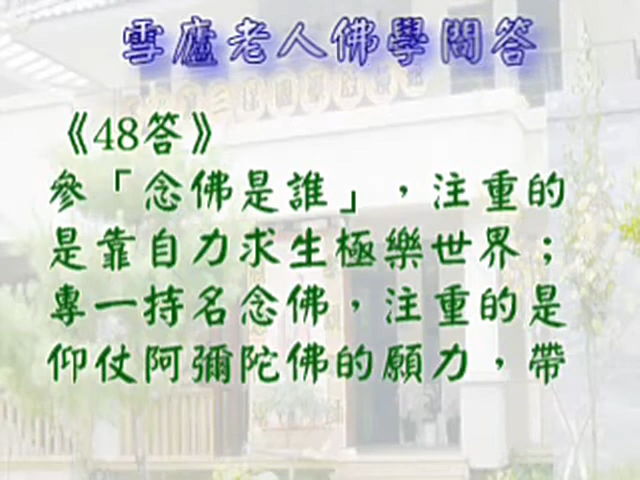 雪廬老人佛學問答
《48答》
參「念佛是誰」，注重的
是靠自力求生極樂世界；
專一持名念佛，注重的是
仰仗阿彌陀佛的願力，帶